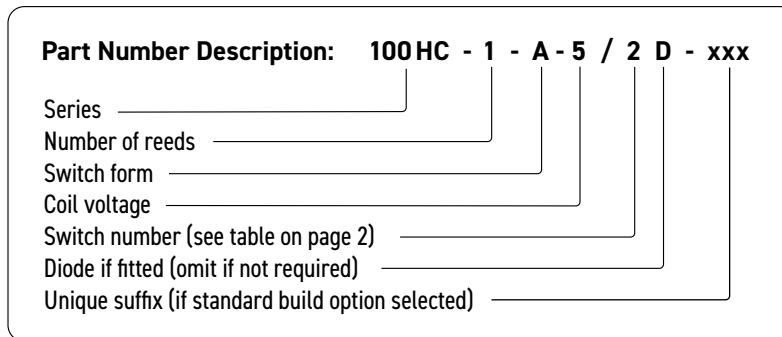 Part Number Description: 100HC - 1 - A - 5 / 2 D - xxx
Series
Number of reeds
Switch form
Coil voltage
Switch number (see table on page 2)
Diode if fitted (omit if not required)
Unique suffix (if standard build option selected)